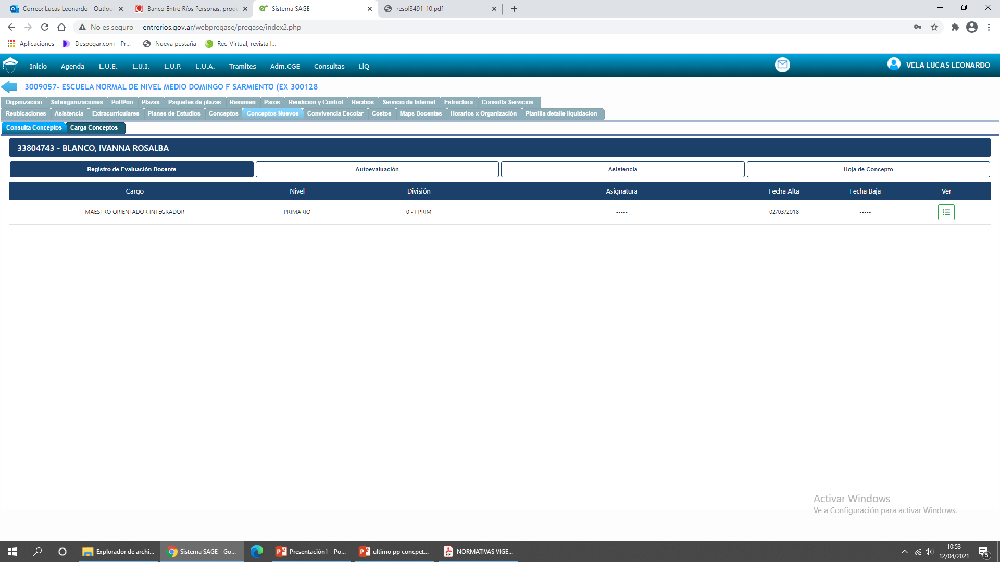 Correo: Lucas Leonardo - Outloo
Banco Entre Ríos Personas, produ
Sistema SAGE
resol3491-10.pdf
No es seguro
entrerios.gov.ar/webpregase/pregase/index2.php
Aplicaciones
Despegar.com - Pr...
Nueva pestaña
Rec-Virtual, revista l...
Inicio
Agenda
L.U.E.
L.U.I.
L.U.P.
L.U.A.
Tramites
Adm.CGE
Consultas
LiQ
VELA LUCAS LEONARDO
3009057- ESCUELA NORMAL DE NIVEL MEDIO DOMINGO F SARMIENTO (EX 300128
Organizacion
Suborganizaciones
Pof/Pon
Plazas
Paquetes de plazas
Resumen
Paros
Rendicion y Control
Recibos
Servicio de Internet
Estructura
Consulta Servicios
Reubicaciones
Asistencia
Extracurriculares
Planes de Estudios
Conceptos
Conceptos Nuevos
Convivencia Escolar
Costos
Maps Docentes
Horarios x Organización
Planilla detalle liquidacion
Consulta Conceptos
Carga Conceptos
33804743 - BLANCO, IVANNA ROSALBA
Registro de Evaluación Docente
Autoevaluación
Asistencia
Hoja de Concepto
Cargo
Nivel
División
Asignatura
Fecha Alta
Fecha Baja
Ver
MAESTRO ORIENTADOR INTEGRADOR
PRIMARIO
0 - I PRIM
-----
02/03/2018
-----
Activar Windows
Ve a Configuración para activar Windows.
Explorador de archi...
Sistema SAGE - Go...
Presentación1 - Po...
ultimo pp concpet...
NORMATIVAS VIGE...
10:53
12/04/2021
5